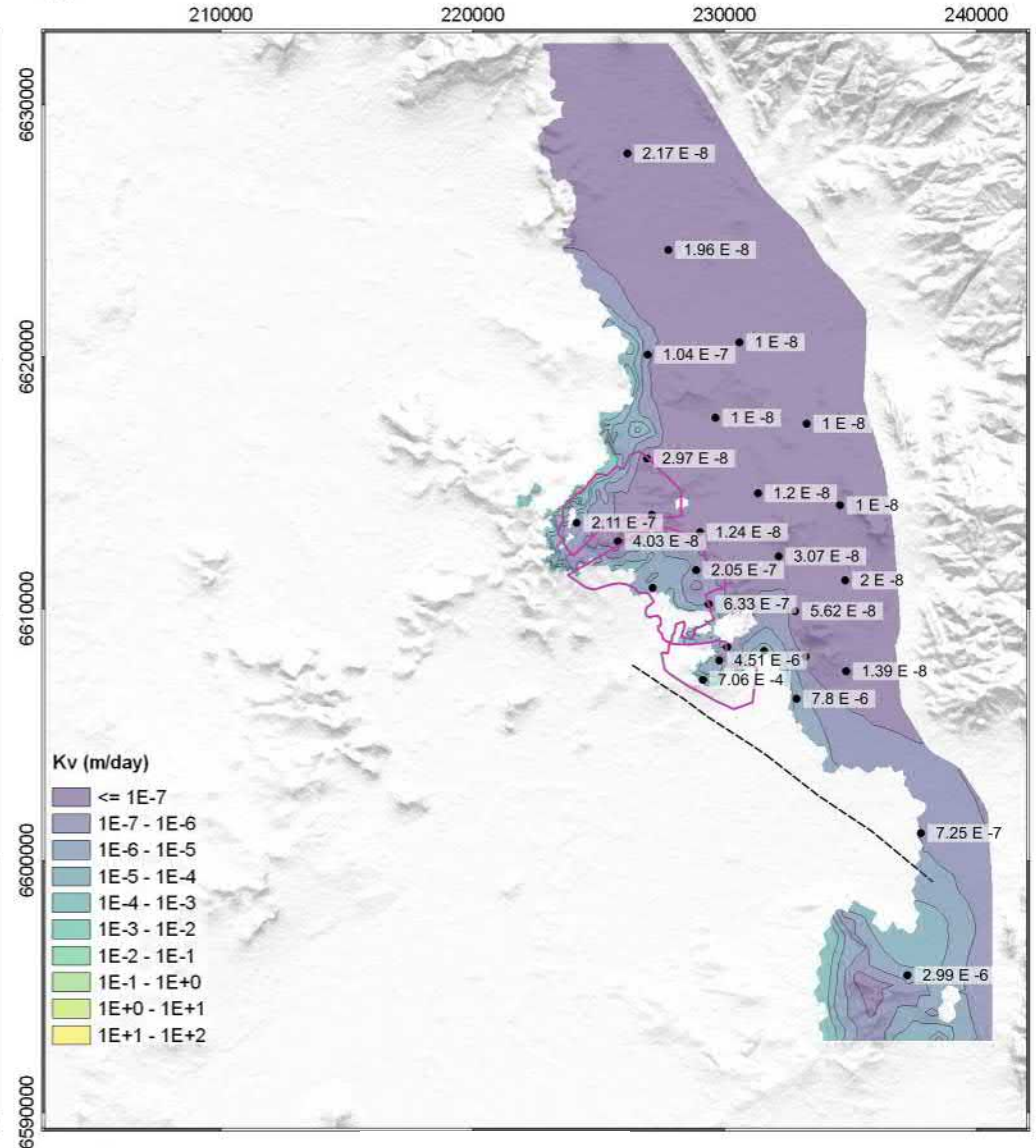 210000 220000 230000 240000
6630000
2.17 E -8
1.96 E -8
6620000
1 E -8
1.04 E -7
1 E -8
1 E -8
2.97 E -8
1.2 E -8
1 E -8
2.11 E -7
1.24 E -8
4.03 E -8
3.07 E -8
2.05 E -7
2 E -8
6610000
6.33 E -7
5.62 E -8
4.51 E -6
1.39 E -8
7.06 E -4
7.8 E -6
Kv (m/day)
<= 1E-7
1E-7 - 1E-6
7.25 E -7
1E-6 - 1E-5
6600000
1E-5 - 1E-4
1E-4 - 1E-3
1E-3 - 1E-2
1E-2 - 1E-1
2.99 E -6
1E-1 - 1E+0
1E+0 - 1E+1
1E+1 - 1E+2
6590000